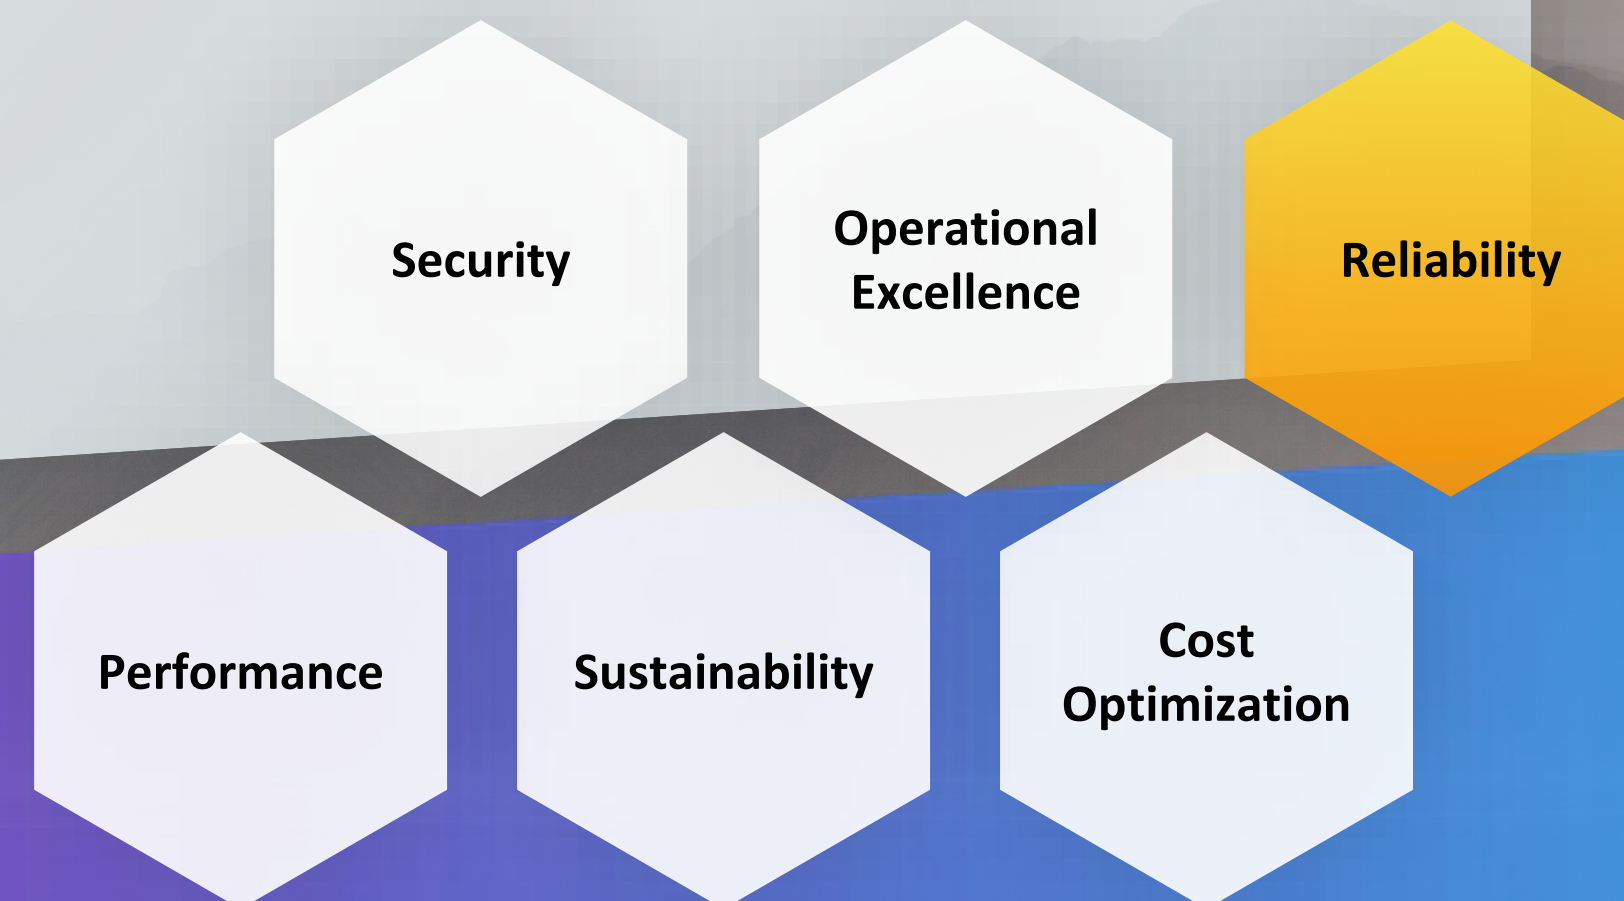 Security
Operational
Excellence
Reliability
Performance
Sustainability
Cost
Optimization